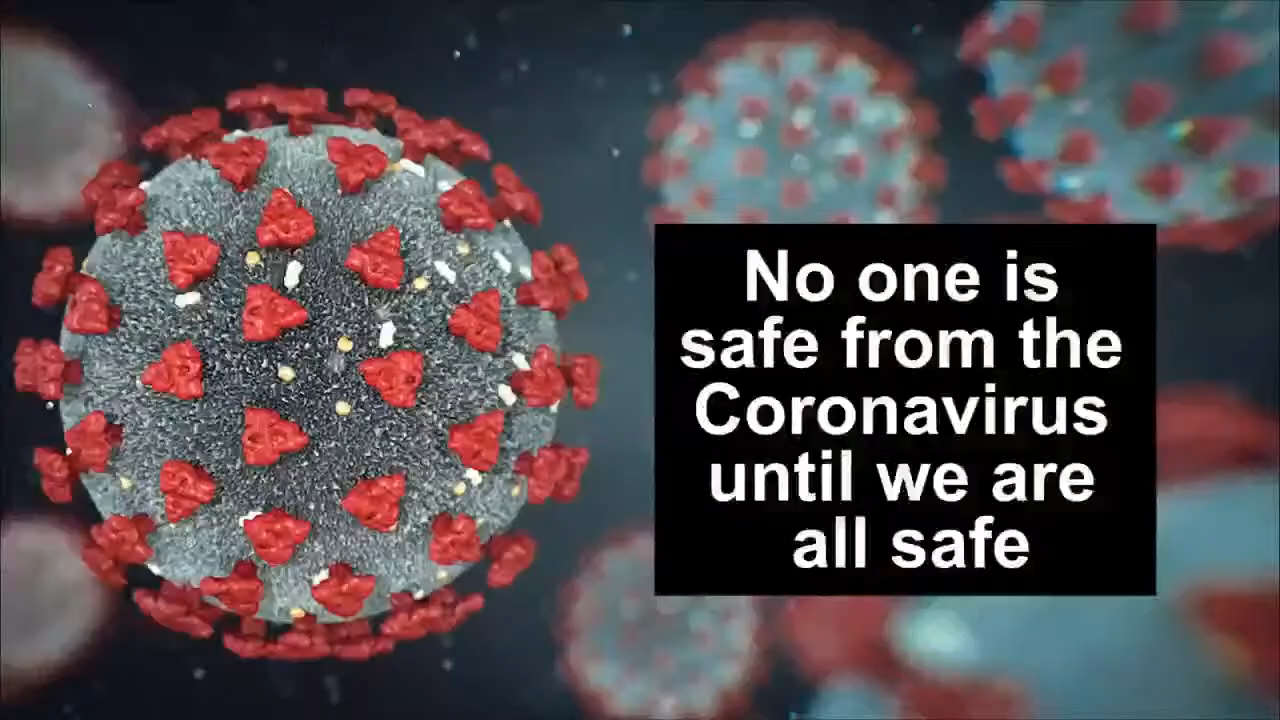 No one is
safe from the
Coronavirus
until we are
all safe